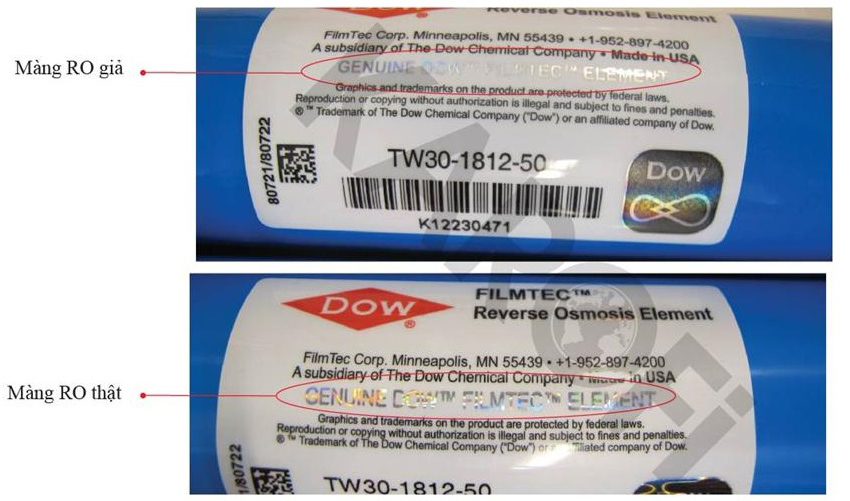 Reverse Osmosis Element
FilmTec Corp. Minneapolis, MN 55439 • +1-952-897-4200
A subsidiary of The Dow Chemical Company • Made in USA
Màng RO giả
GENUINE DOW™ FILMTEC™ ELEMENT
Graphics and trademarks on the product are protected by federal laws.
Reproduction or copying without authorization is illegal and subject to fines and penalties.
® ™ Trademark of The Dow Chemical Company ("Dow") or an affiliated company of Dow.
80721/80722
TW30-1812-50
Dow
K12230471
KAROFI
DOW®
FILMTEC™
Reverse Osmosis Element
FilmTec Corp. Minneapolis, MN 55439 • +1-952-897-4200
A subsidiary of The Dow Chemical Company • Made in USA
Màng RO thật
GENUINE DOW™ FILMTEC™ ELEMENT
Graphics and trademarks on the product are protected by federal laws.
Reproduction or copying without authorization is illegal and subject to fines and penalties.
® ™ Trademark of The Dow Chemical Company ("Dow") or an affiliated company of Dow.
1/80722
TW30-1812-50